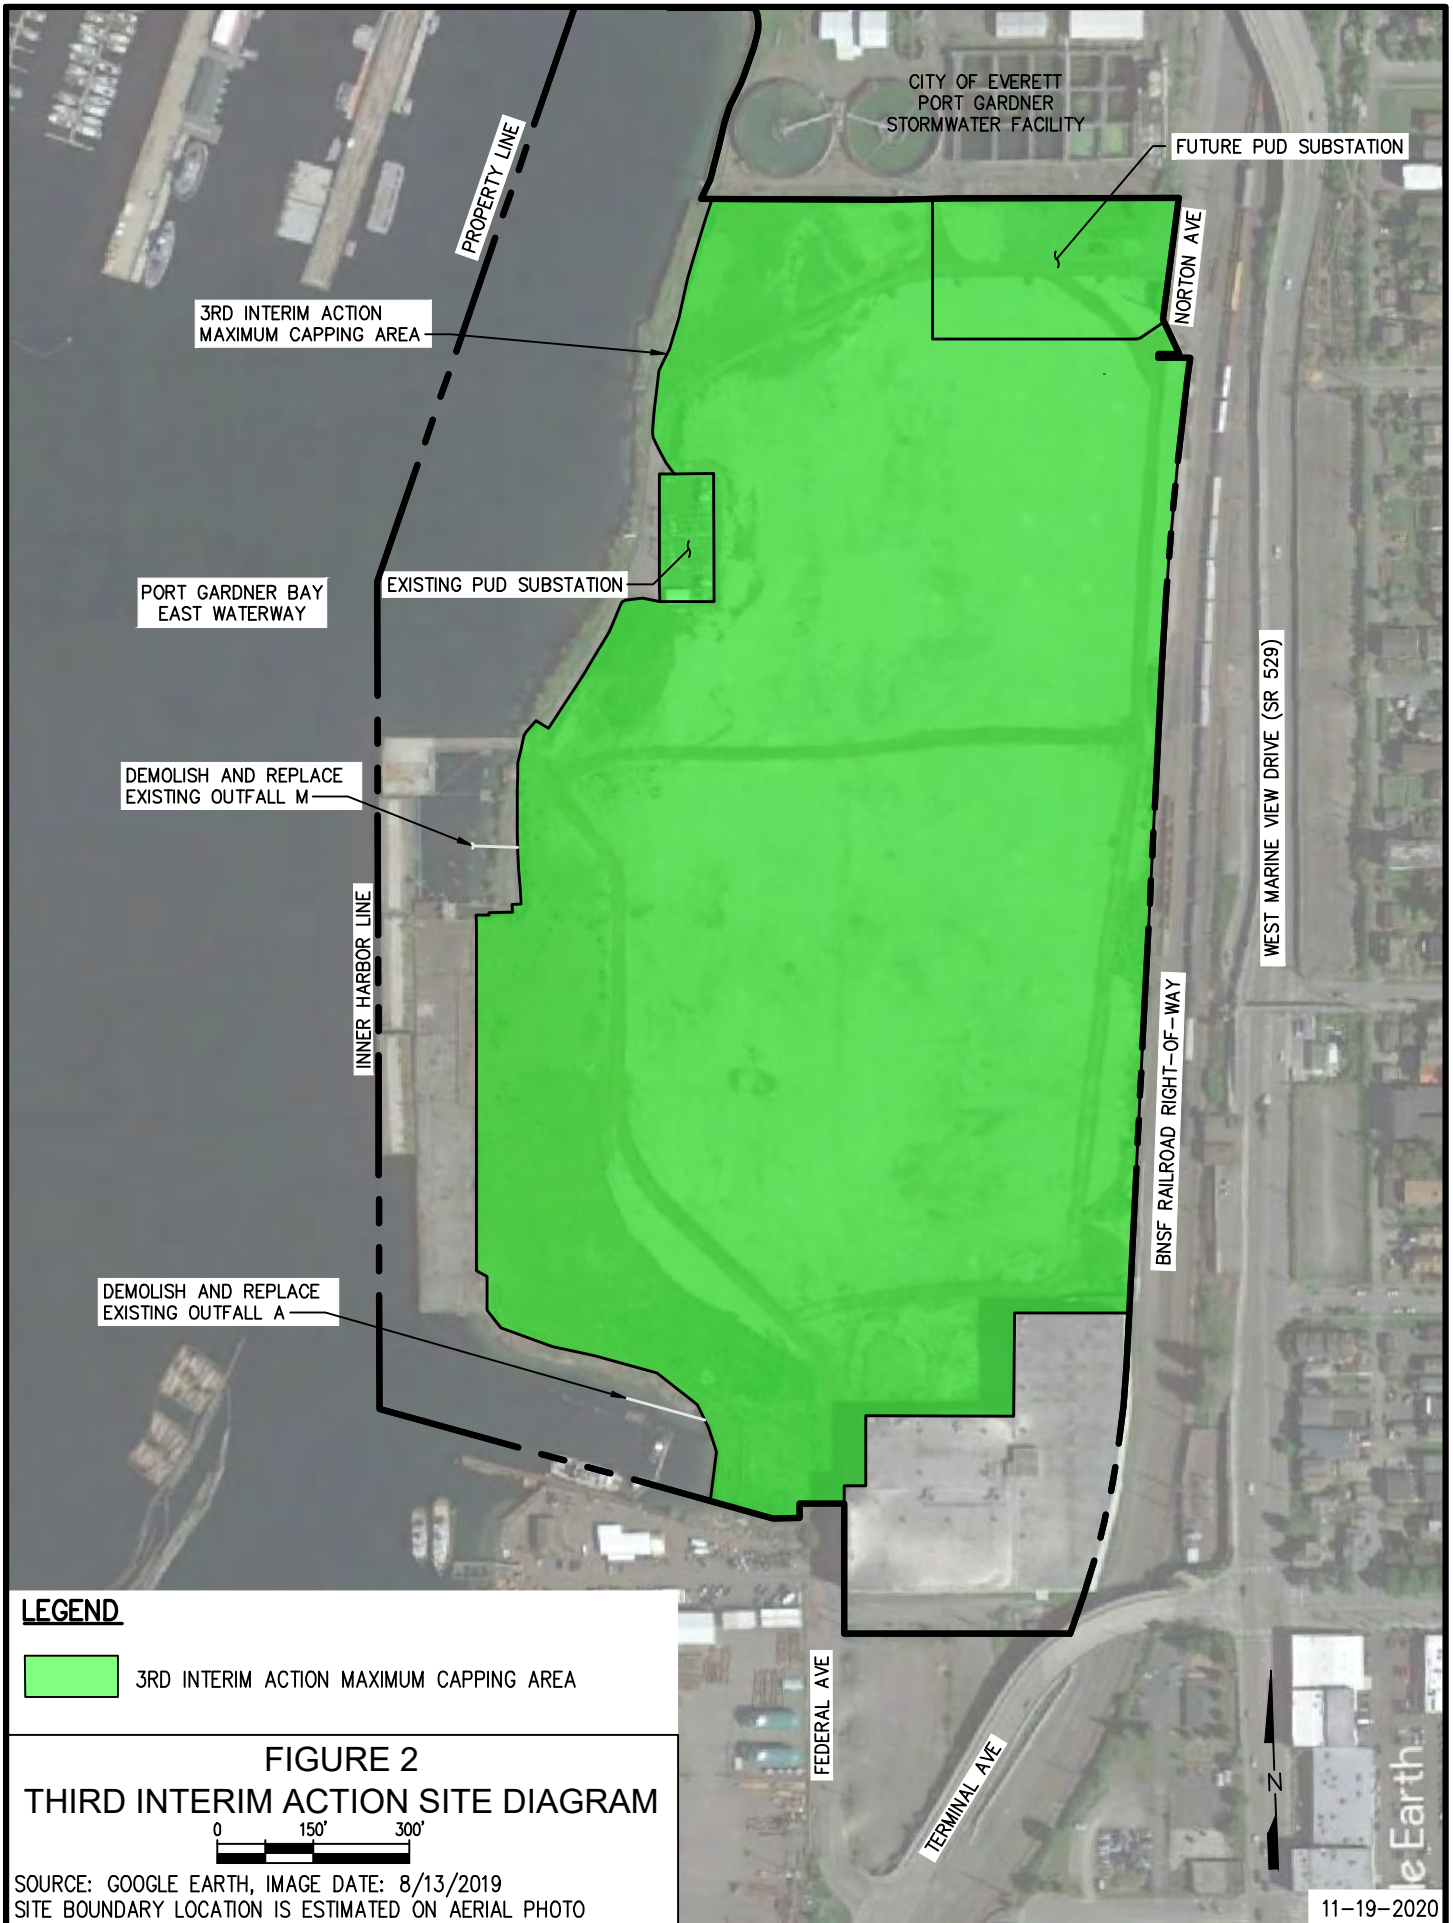 CITY OF EVERETT
PORT GARDNER
STORMWATER FACILITY
FUTURE PUD SUBSTATION
PROPERTY LINE
NORTON AVE
3RD INTERIM ACTION
MAXIMUM CAPPING AREA
EXISTING PUD SUBSTATION
PORT GARDNER BAY
EAST WATERWAY
WEST MARINE VIEW DRIVE (SR 529)
DEMOLISH AND REPLACE
EXISTING OUTFALL M
INNER HARBOR LINE
BNSF RAILROAD RIGHT-OF-WAY
DEMOLISH AND REPLACE
EXISTING OUTFALL A
LEGEND
3RD INTERIM ACTION MAXIMUM CAPPING AREA
FEDERAL AVE
TERMINAL AVE
N
le Earth
FIGURE 2
THIRD INTERIM ACTION SITE DIAGRAM
0 150' 300'
SOURCE: GOOGLE EARTH, IMAGE DATE: 8/13/2019
SITE BOUNDARY LOCATION IS ESTIMATED ON AERIAL PHOTO
11-19-2020